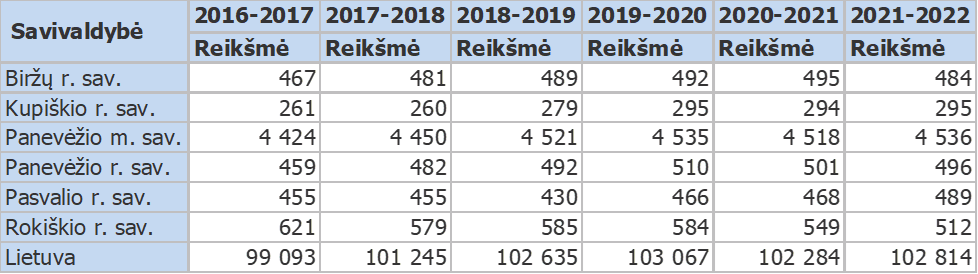 Savivaldybė 2016-2017 2017-2018 2018-2019 2019-2020 2020-2021 2021-2022
Reikšmė Reikšmė Reikšmė Reikšmė Reikšmė Reikšmė
Biržų r. sav. 467 481 489 492 495 484
Kupiškio r. sav. 261 260 279 295 294 295
Panevėžio m. sav. 4 424 4 450 4 521 4 535 4 518 4 536
Panevėžio r. sav. 459 482 492 510 501 496
Pasvalio r. sav. 455 455 430 466 468 489
Rokiškio r. sav. 621 579 585 584 549 512
Lietuva 99 093 101 245 102 635 103 067 102 284 102 814